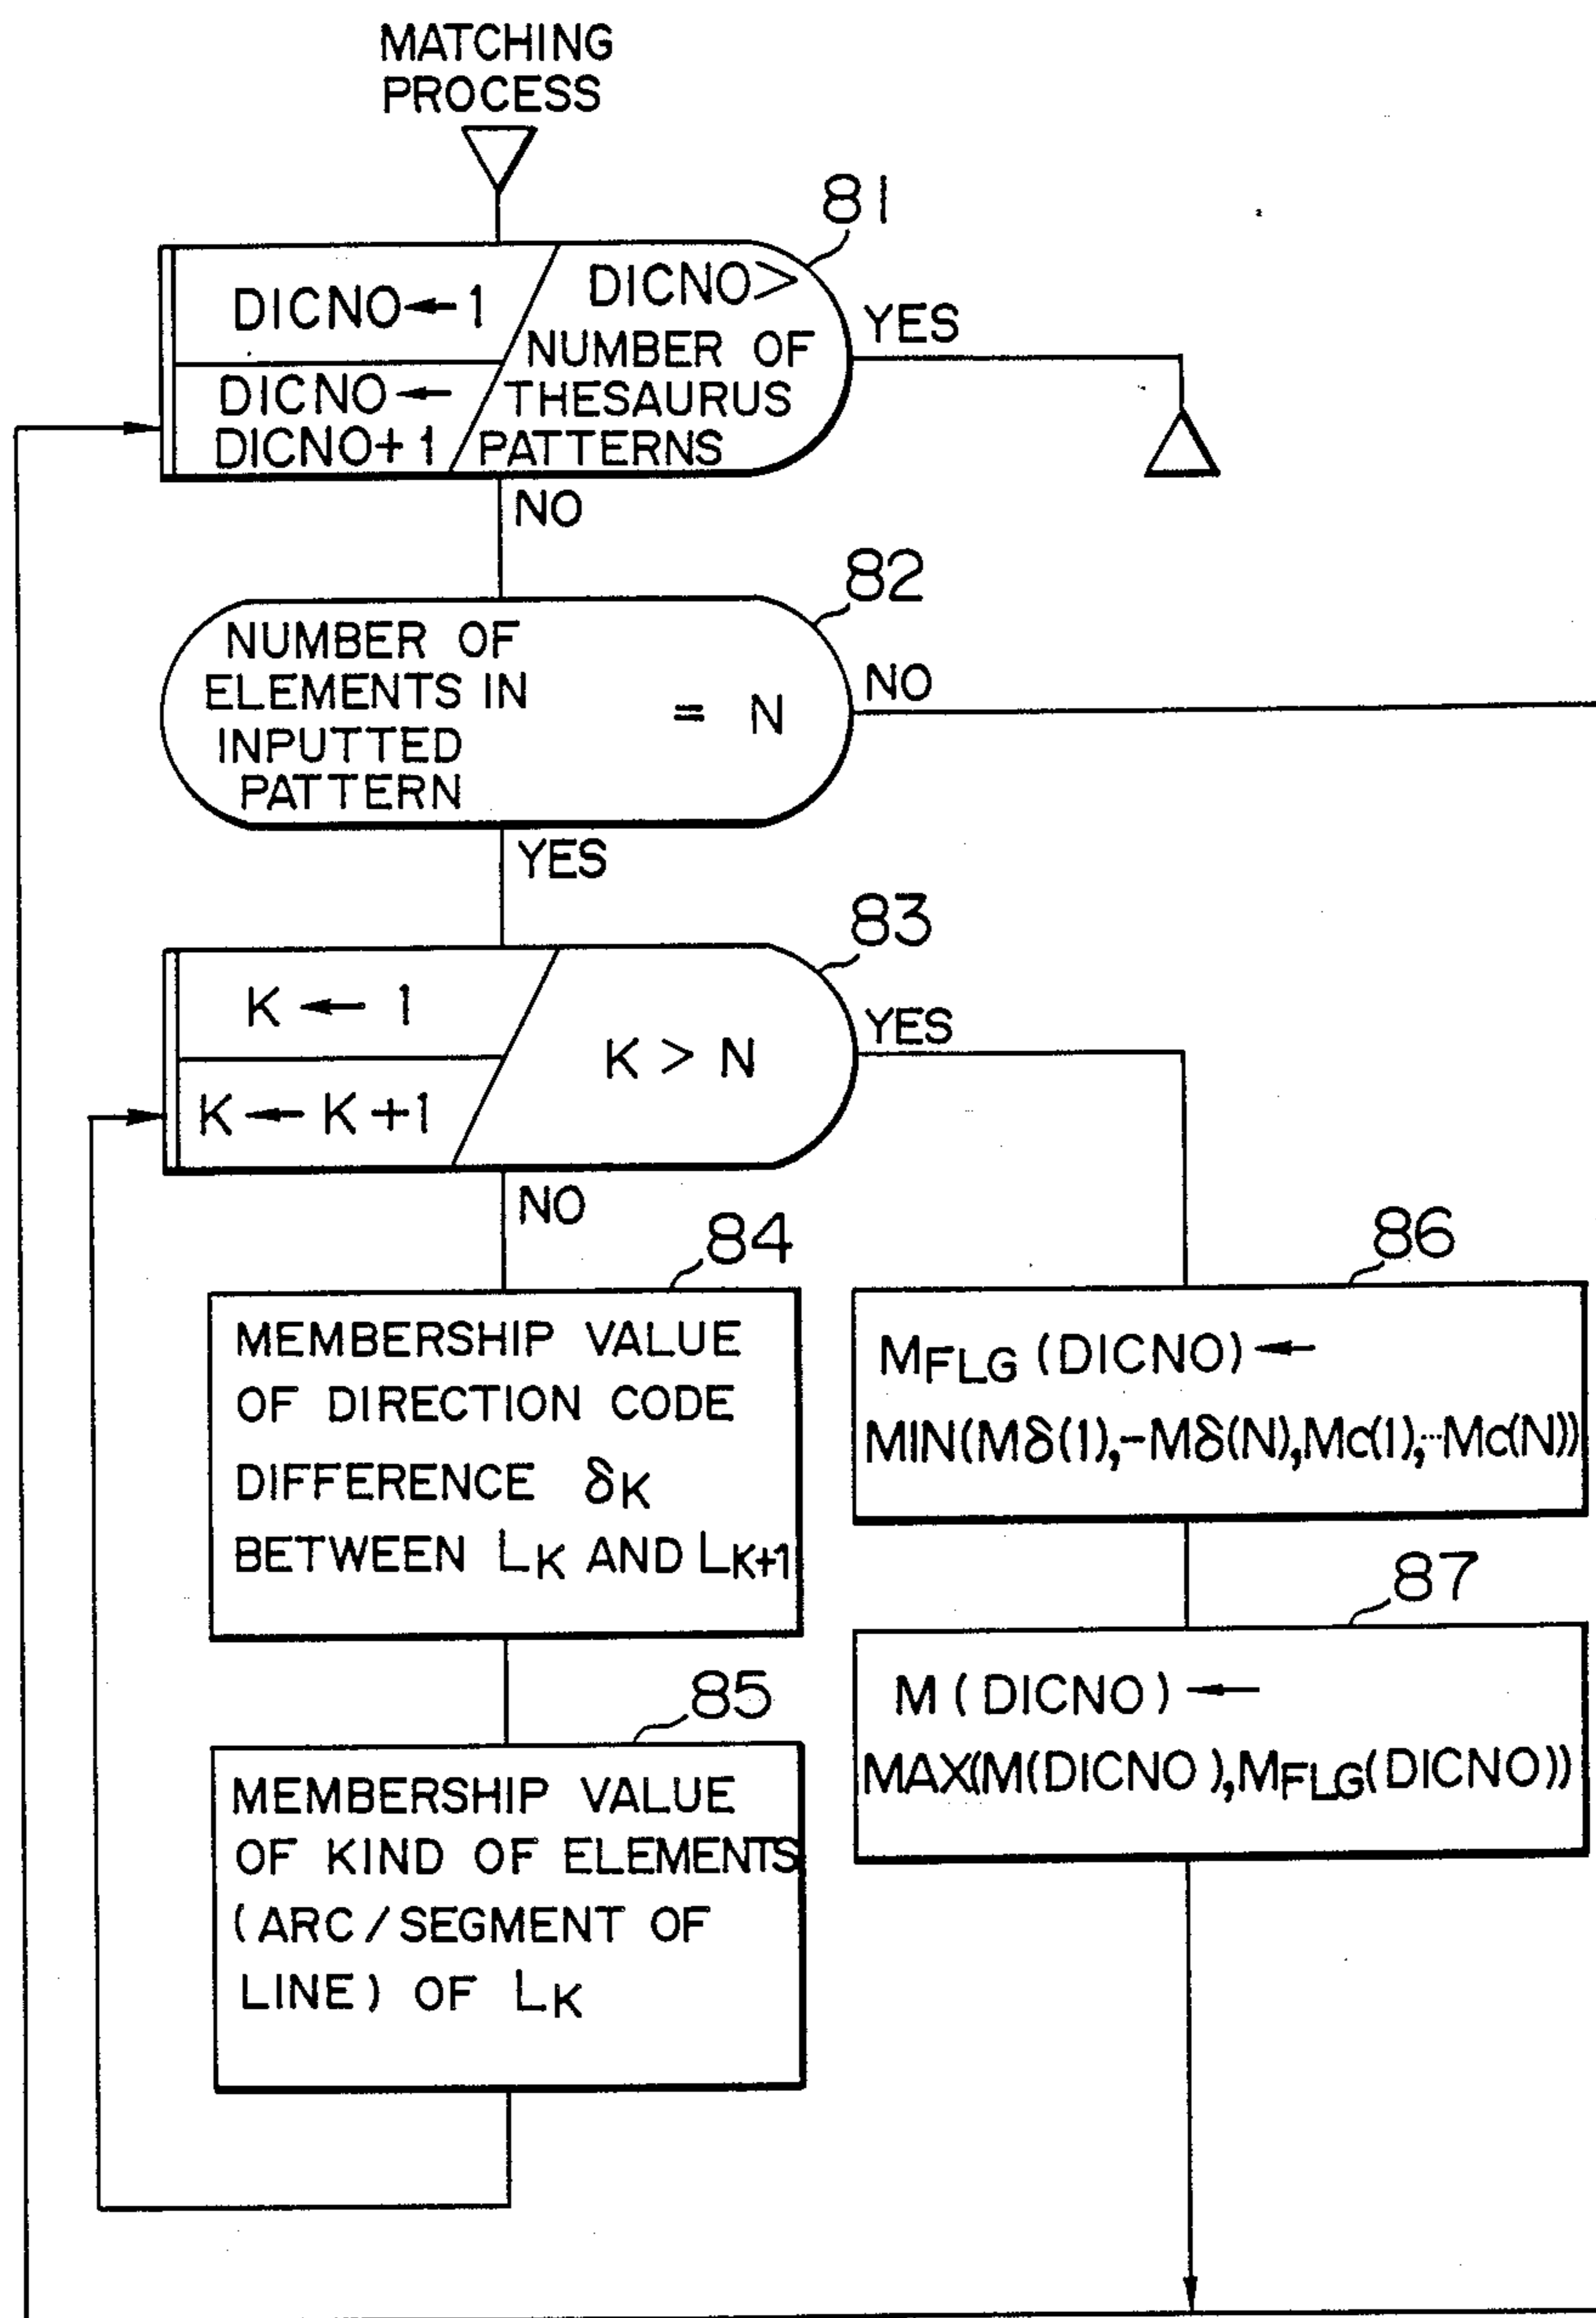 MATCHING
PROCESS
81
DICNO←1
DICNO←
DICNO+1
DICNO>
NUMBER OF
THESAURUS
PATTERNS
YES
NO
82
NUMBER OF
ELEMENTS IN
INPUTTED
PATTERN
= N
NO
YES
83
K ← 1
K ← K+1
K > N
YES
NO
84
MEMBERSHIP VALUE
OF DIRECTION CODE
DIFFERENCE δK
BETWEEN LK AND LK+1
85
MEMBERSHIP VALUE
OF KIND OF ELEMENTS
(ARC/SEGMENT OF
LINE) OF LK
86
MFLG (DICNO) ←
MIN(Mδ(1),-Mδ(N),Mc(1),···Mc(N))
87
M (DICNO) ←
MAX(M(DICNO),MFLG(DICNO))